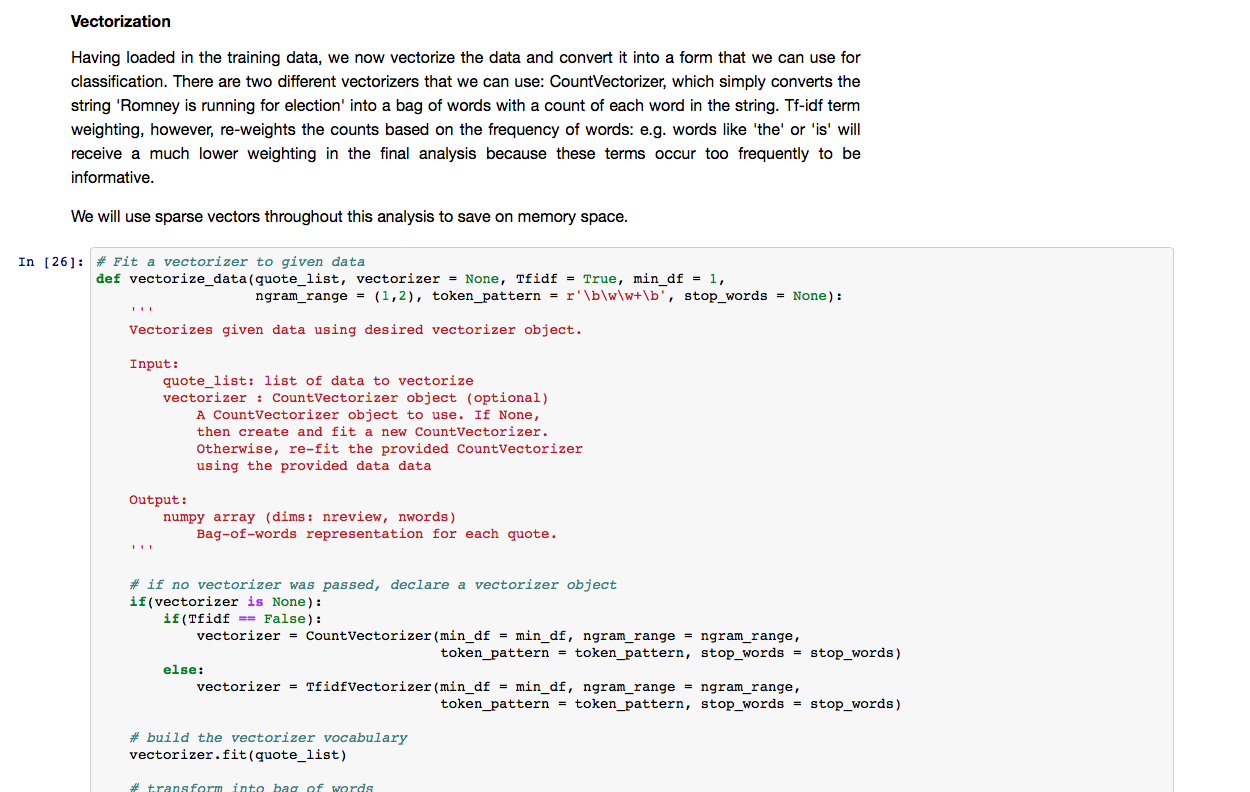 Vectorization
Having loaded in the training data, we now vectorize the data and convert it into a form that we can use for
classification. There are two different vectorizers that we can use: CountVectorizer, which simply converts the
string 'Romney is running for election' into a bag of words with a count of each word in the string. Tf-idf term
weighting, however, re-weights the counts based on the frequency of words: e.g. words like 'the' or 'is' will
receive a much lower weighting in the final analysis because these terms occur too frequently to be
informative.
We will use sparse vectors throughout this analysis to save on memory space.
In [26]: # Fit a vectorizer to given data
def vectorize_data(quote_list, vectorizer = None, Tfidf = True, min_df = 1,
ngram_range = (1,2), token_pattern = r'\b\w\w+\b', stop_words = None):
'''
Vectorizes given data using desired vectorizer object.
Input:
quote_list: list of data to vectorize
vectorizer : CountVectorizer object (optional)
A CountVectorizer object to use. If None,
then create and fit a new CountVectorizer.
Otherwise, re-fit the provided CountVectorizer
using the provided data data
Output:
numpy array (dims: nreview, nwords)
Bag-of-words representation for each quote.
'''
# if no vectorizer was passed, declare a vectorizer object
if(vectorizer is None):
if(Tfidf == False):
vectorizer = CountVectorizer(min_df = min_df, ngram_range = ngram_range,
token_pattern = token_pattern, stop_words = stop_words)
else:
vectorizer = TfidfVectorizer(min_df = min_df, ngram_range = ngram_range,
token_pattern = token_pattern, stop_words = stop_words)
# build the vectorizer vocabulary
vectorizer.fit(quote_list)
# transform into bag of words